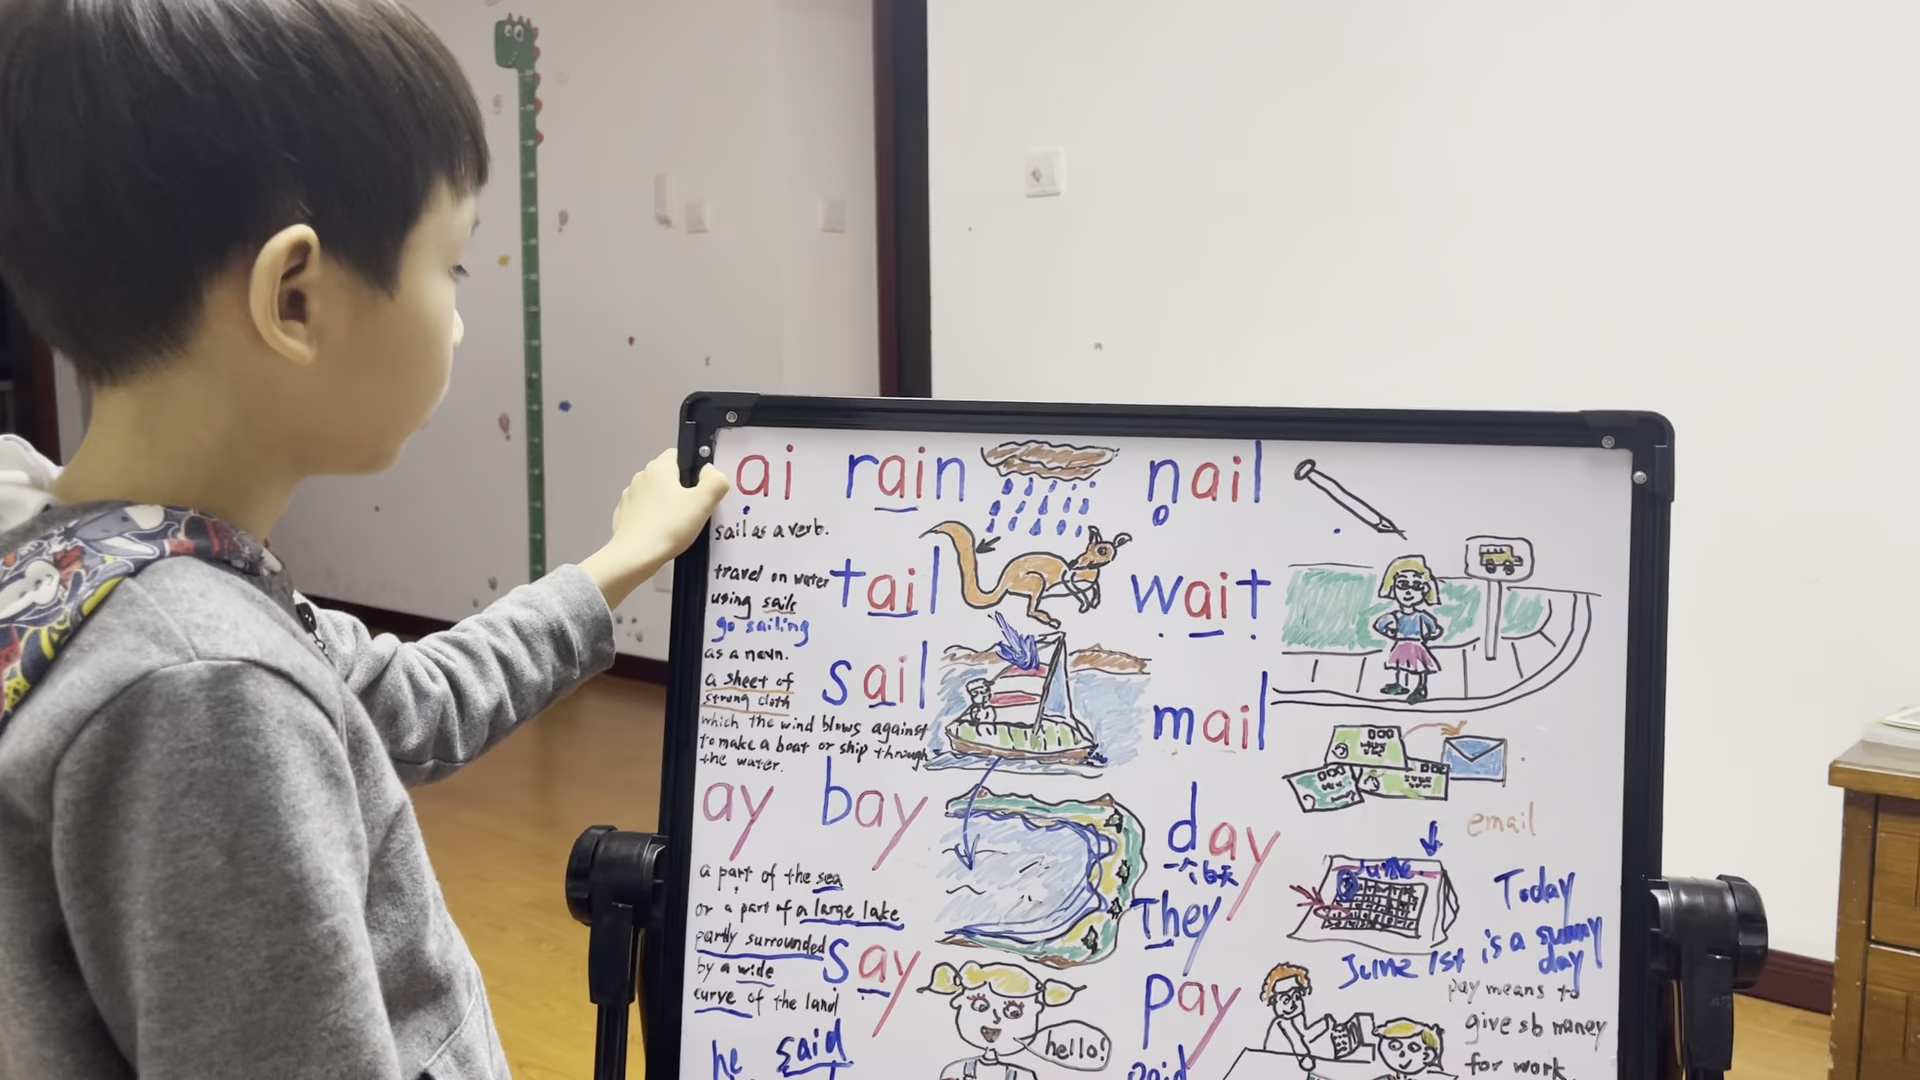 ai rain nail
sail as a verb.
travel on water
using sails
go sailing
as a noun.
a sheet of
strong cloth
which the wind blows against
to make a boat or ship through
the water.
tail wait
sail mail
email
ay bay day
一个白天
a part of the sea
or a part of a large lake
partly surrounded
by a wide
curve of the land
They
June
Today
June 1st is a sunny
day
say pay
hello!
pay means to
give sb money
for work.
he said
paid